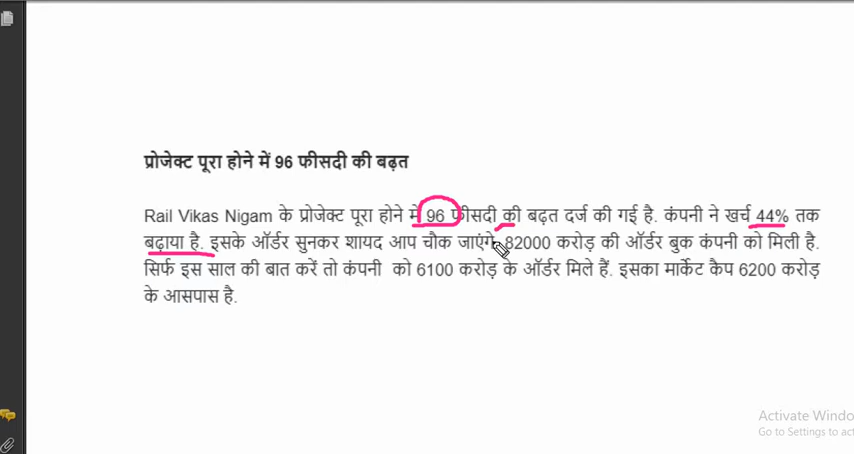 प्रोजेक्ट पूरा होने में 96 फीसदी की बढ़त
Rail Vikas Nigam के प्रोजेक्ट पूरा होने में 96 फीसदी की बढ़त दर्ज की गई है. कंपनी ने खर्च 44% तक
बढ़ाया है. इसके ऑर्डर सुनकर शायद आप चौक जाएंगे, 82000 करोड़ की ऑर्डर बुक कंपनी को मिली है.
सिर्फ इस साल की बात करें तो कंपनी को 6100 करोड़ के ऑर्डर मिले हैं. इसका मार्केट कैप 6200 करोड़
के आसपास है.
Activate Windo
Go to Settings to act